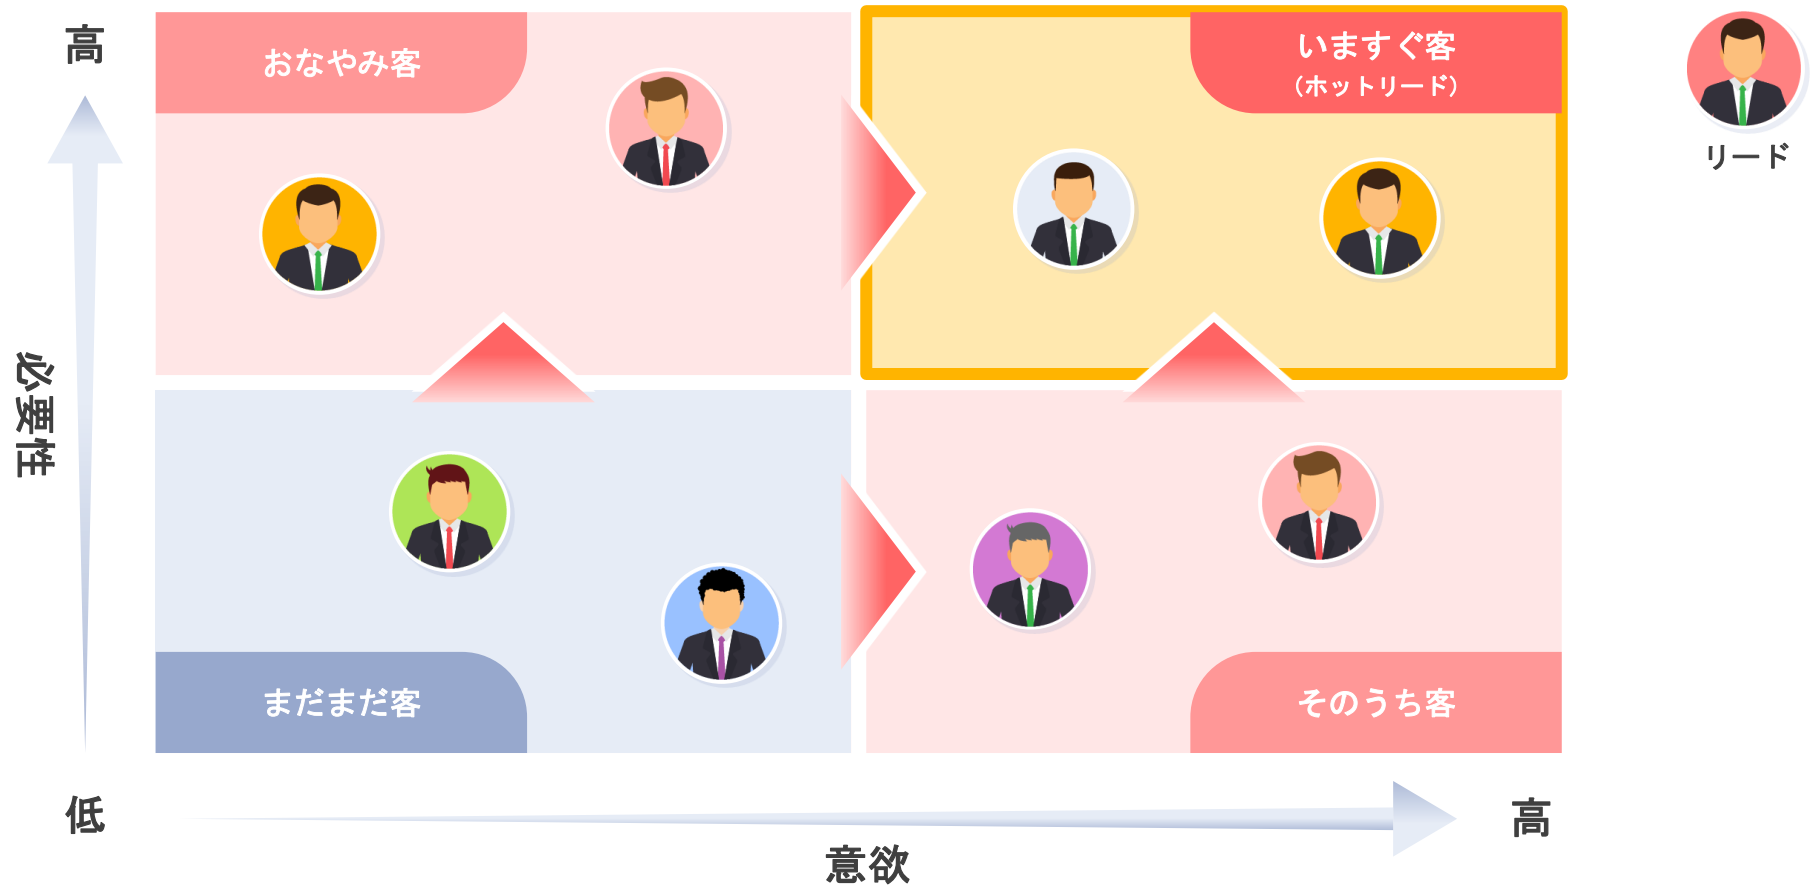 高
おなやみ客
いますぐ客
（ホットリード）
リード
必要性
まだまだ客
そのうち客
低
高
意欲